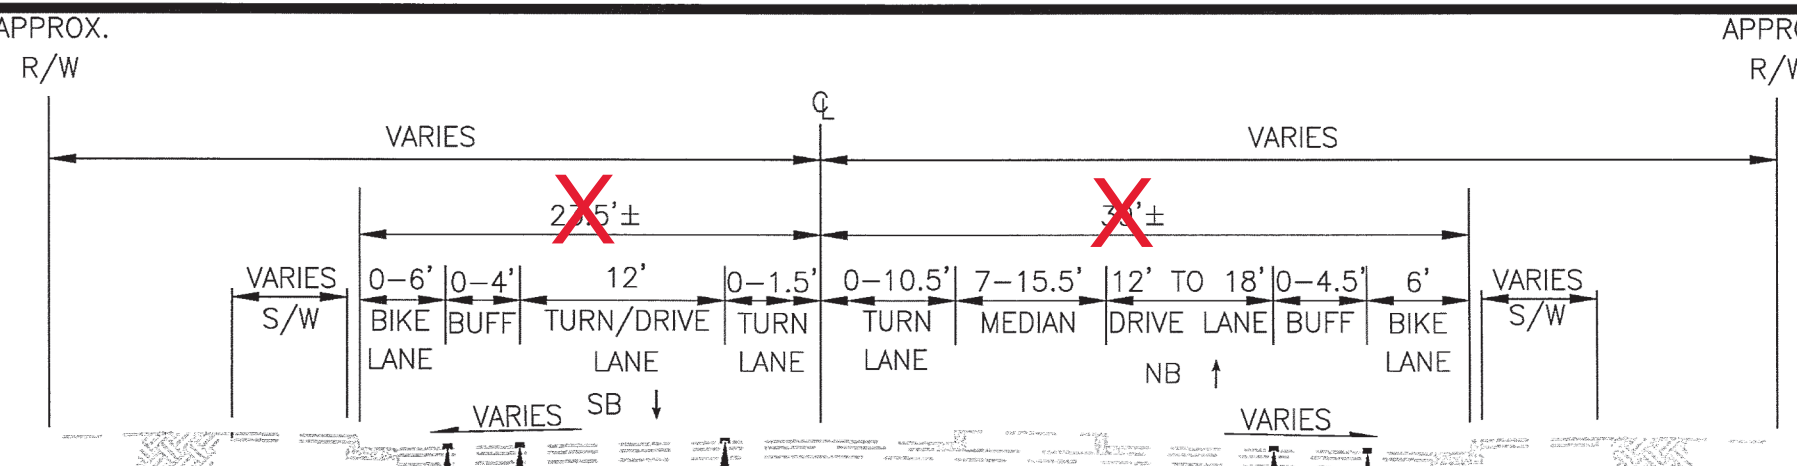 APPROX.
R/W
APPRO
R/W
℄
VARIES
VARIES
X
X
VARIES
S/W
0-6'
BIKE
LANE
0-4'
BUFF
12'
TURN/DRIVE
LANE
SB
0-1.5'
TURN
LANE
0-10.5'
TURN
LANE
7-15.5'
MEDIAN
12' TO 18'
DRIVE LANE
NB
0-4.5'
BUFF
6'
BIKE
LANE
VARIES
S/W
VARIES
VARIES